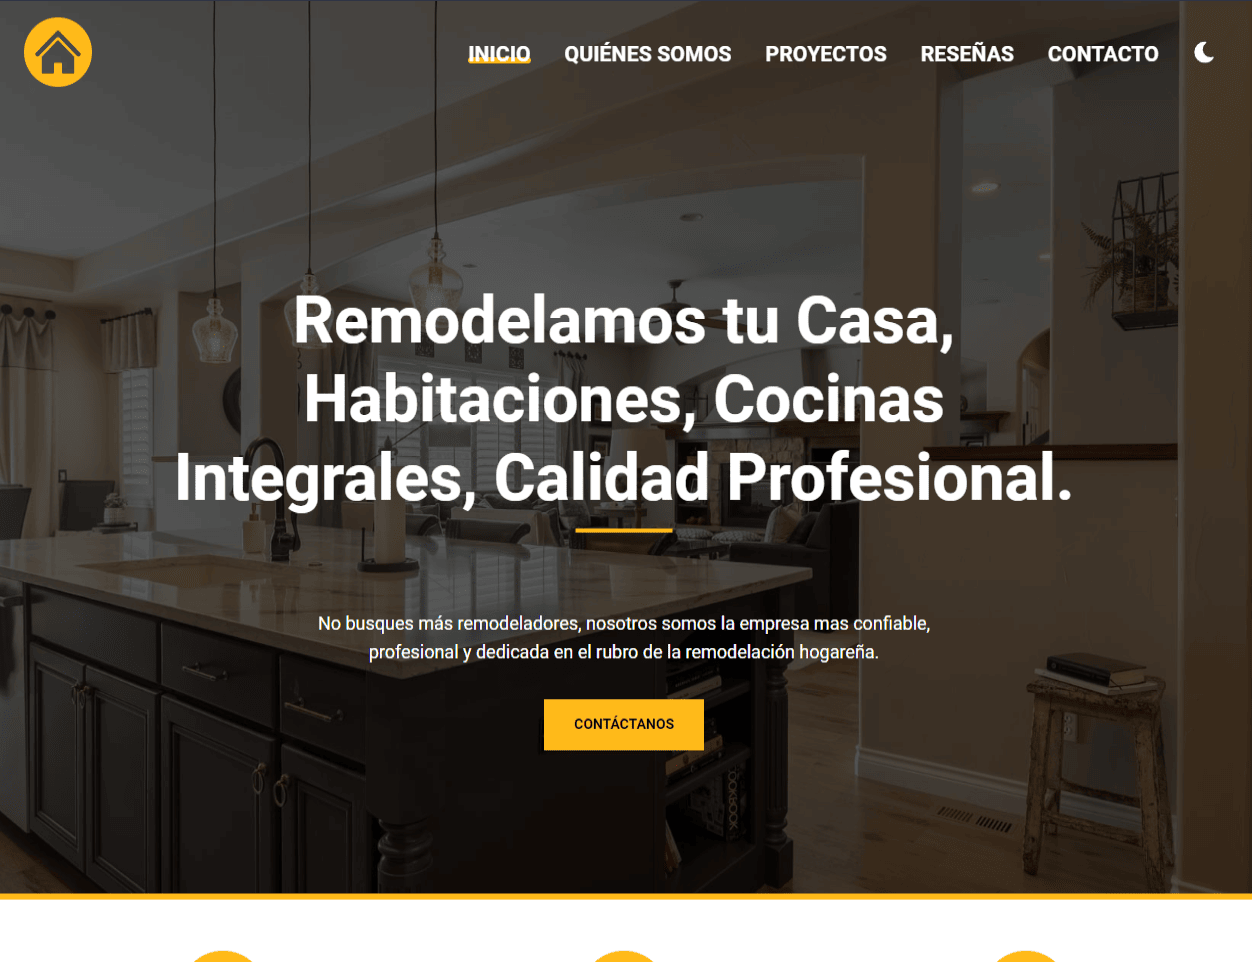 INICIO QUIÉNES SOMOS PROYECTOS RESEÑAS CONTACTO
Remodelamos tu Casa,
Habitaciones, Cocinas
Integrales, Calidad Profesional.
No busques más remodeladores, nosotros somos la empresa mas confiable,
profesional y dedicada en el rubro de la remodelación hogareña.
CONTÁCTANOS
COOKBOOK